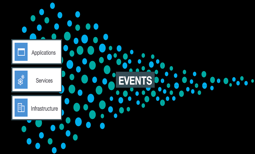 Applications
Services
EVENTS
Infrastructure